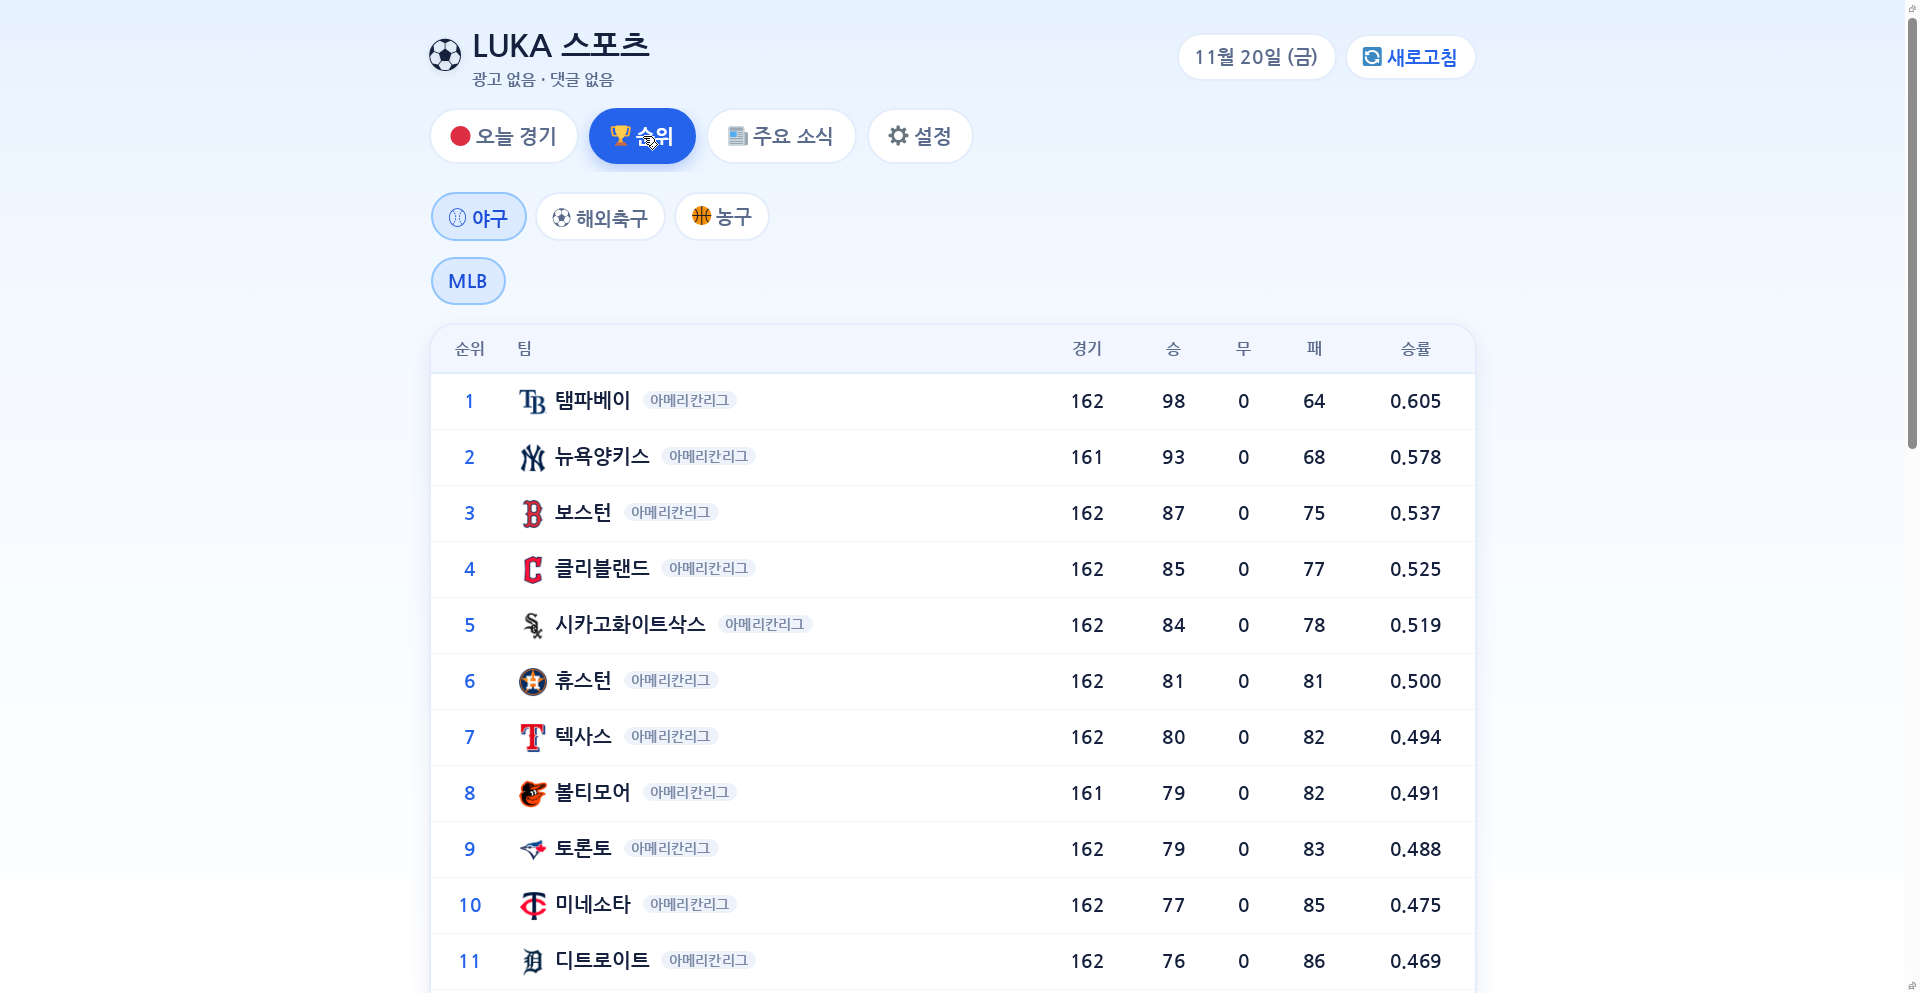 LUKA 스포츠
광고 없음 · 댓글 없음
11월 20일 (금)
새로고침
오늘 경기
순위
주요 소식
설정
야구
해외축구
농구
MLB
순위 팀 경기 승 무 패 승률
1 탬파베이 아메리칸리그 162 98 0 64 0.605
2 뉴욕양키스 아메리칸리그 161 93 0 68 0.578
3 보스턴 아메리칸리그 162 87 0 75 0.537
4 클리블랜드 아메리칸리그 162 85 0 77 0.525
5 시카고화이트삭스 아메리칸리그 162 84 0 78 0.519
6 휴스턴 아메리칸리그 162 81 0 81 0.500
7 텍사스 아메리칸리그 162 80 0 82 0.494
8 볼티모어 아메리칸리그 161 79 0 82 0.491
9 토론토 아메리칸리그 162 79 0 83 0.488
10 미네소타 아메리칸리그 162 77 0 85 0.475
11 디트로이트 아메리칸리그 162 76 0 86 0.469